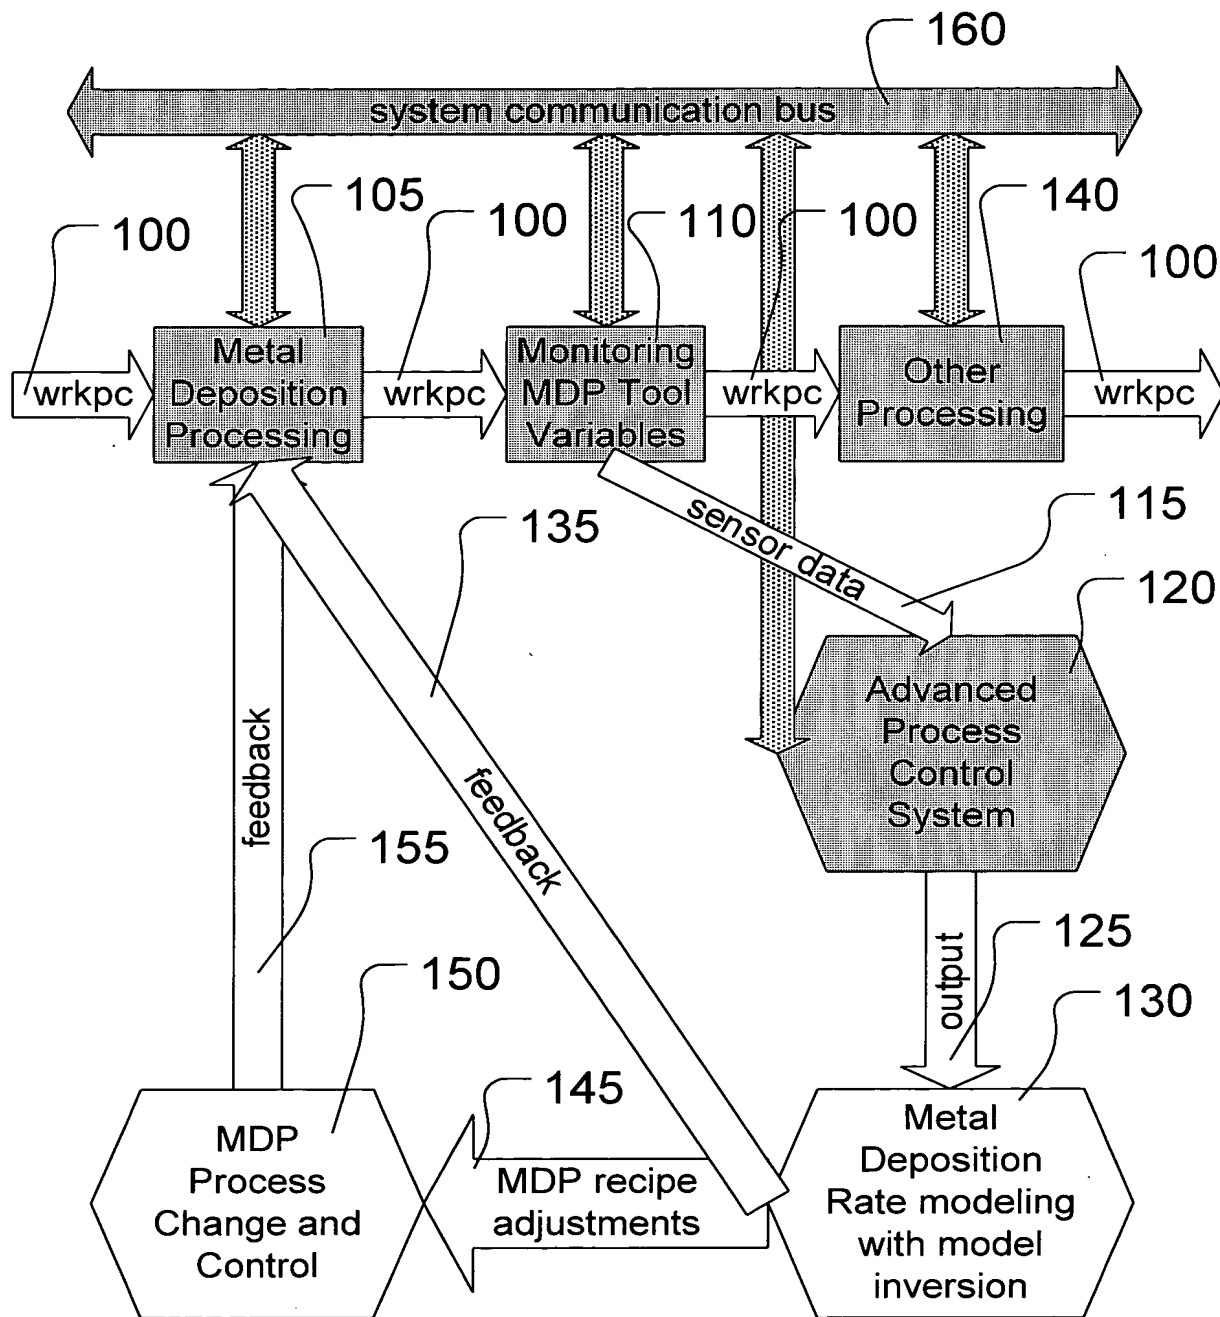 160
system communication bus
105
100
110
100
140
100
100
Metal
Deposition
Processing
Monitoring
MDP Tool
Variables
Other
Processing
wrkpc
wrkpc
wrkpc
wrkpc
135
sensor data
115
120
Advanced
Process
Control
System
feedback
feedback
155
output
125
150
130
145
MDP
Process
Change and
Control
MDP recipe
adjustments
Metal
Deposition
Rate modeling
with model
inversion